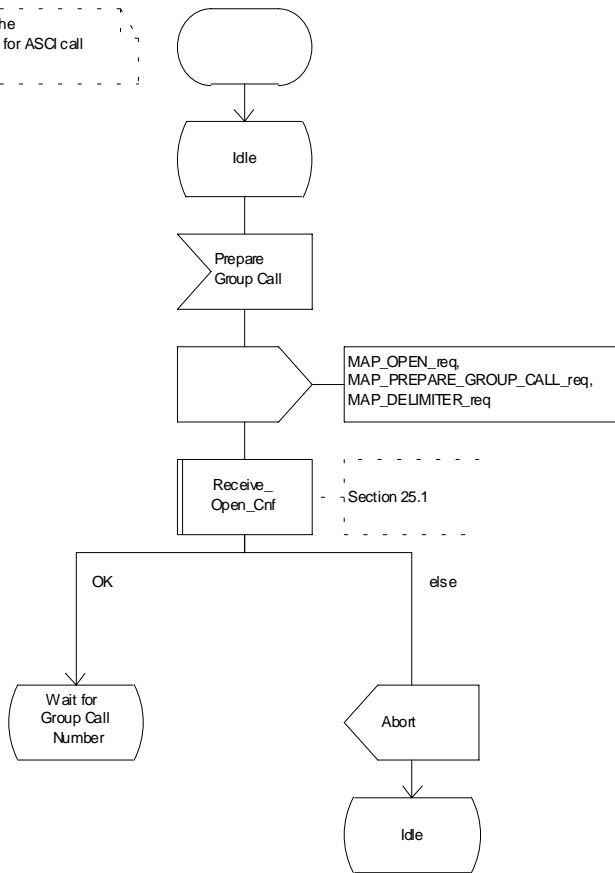 he
for ASCI call
Idle
Prepare
Group Call
MAP_OPEN_req,
MAP_PREPARE_GROUP_CALL_req,
MAP_DELIMITER_req
Receive_
Open_Cnf
Section 25.1
OK
else
Wait for
Group Call
Number
Abort
Idle